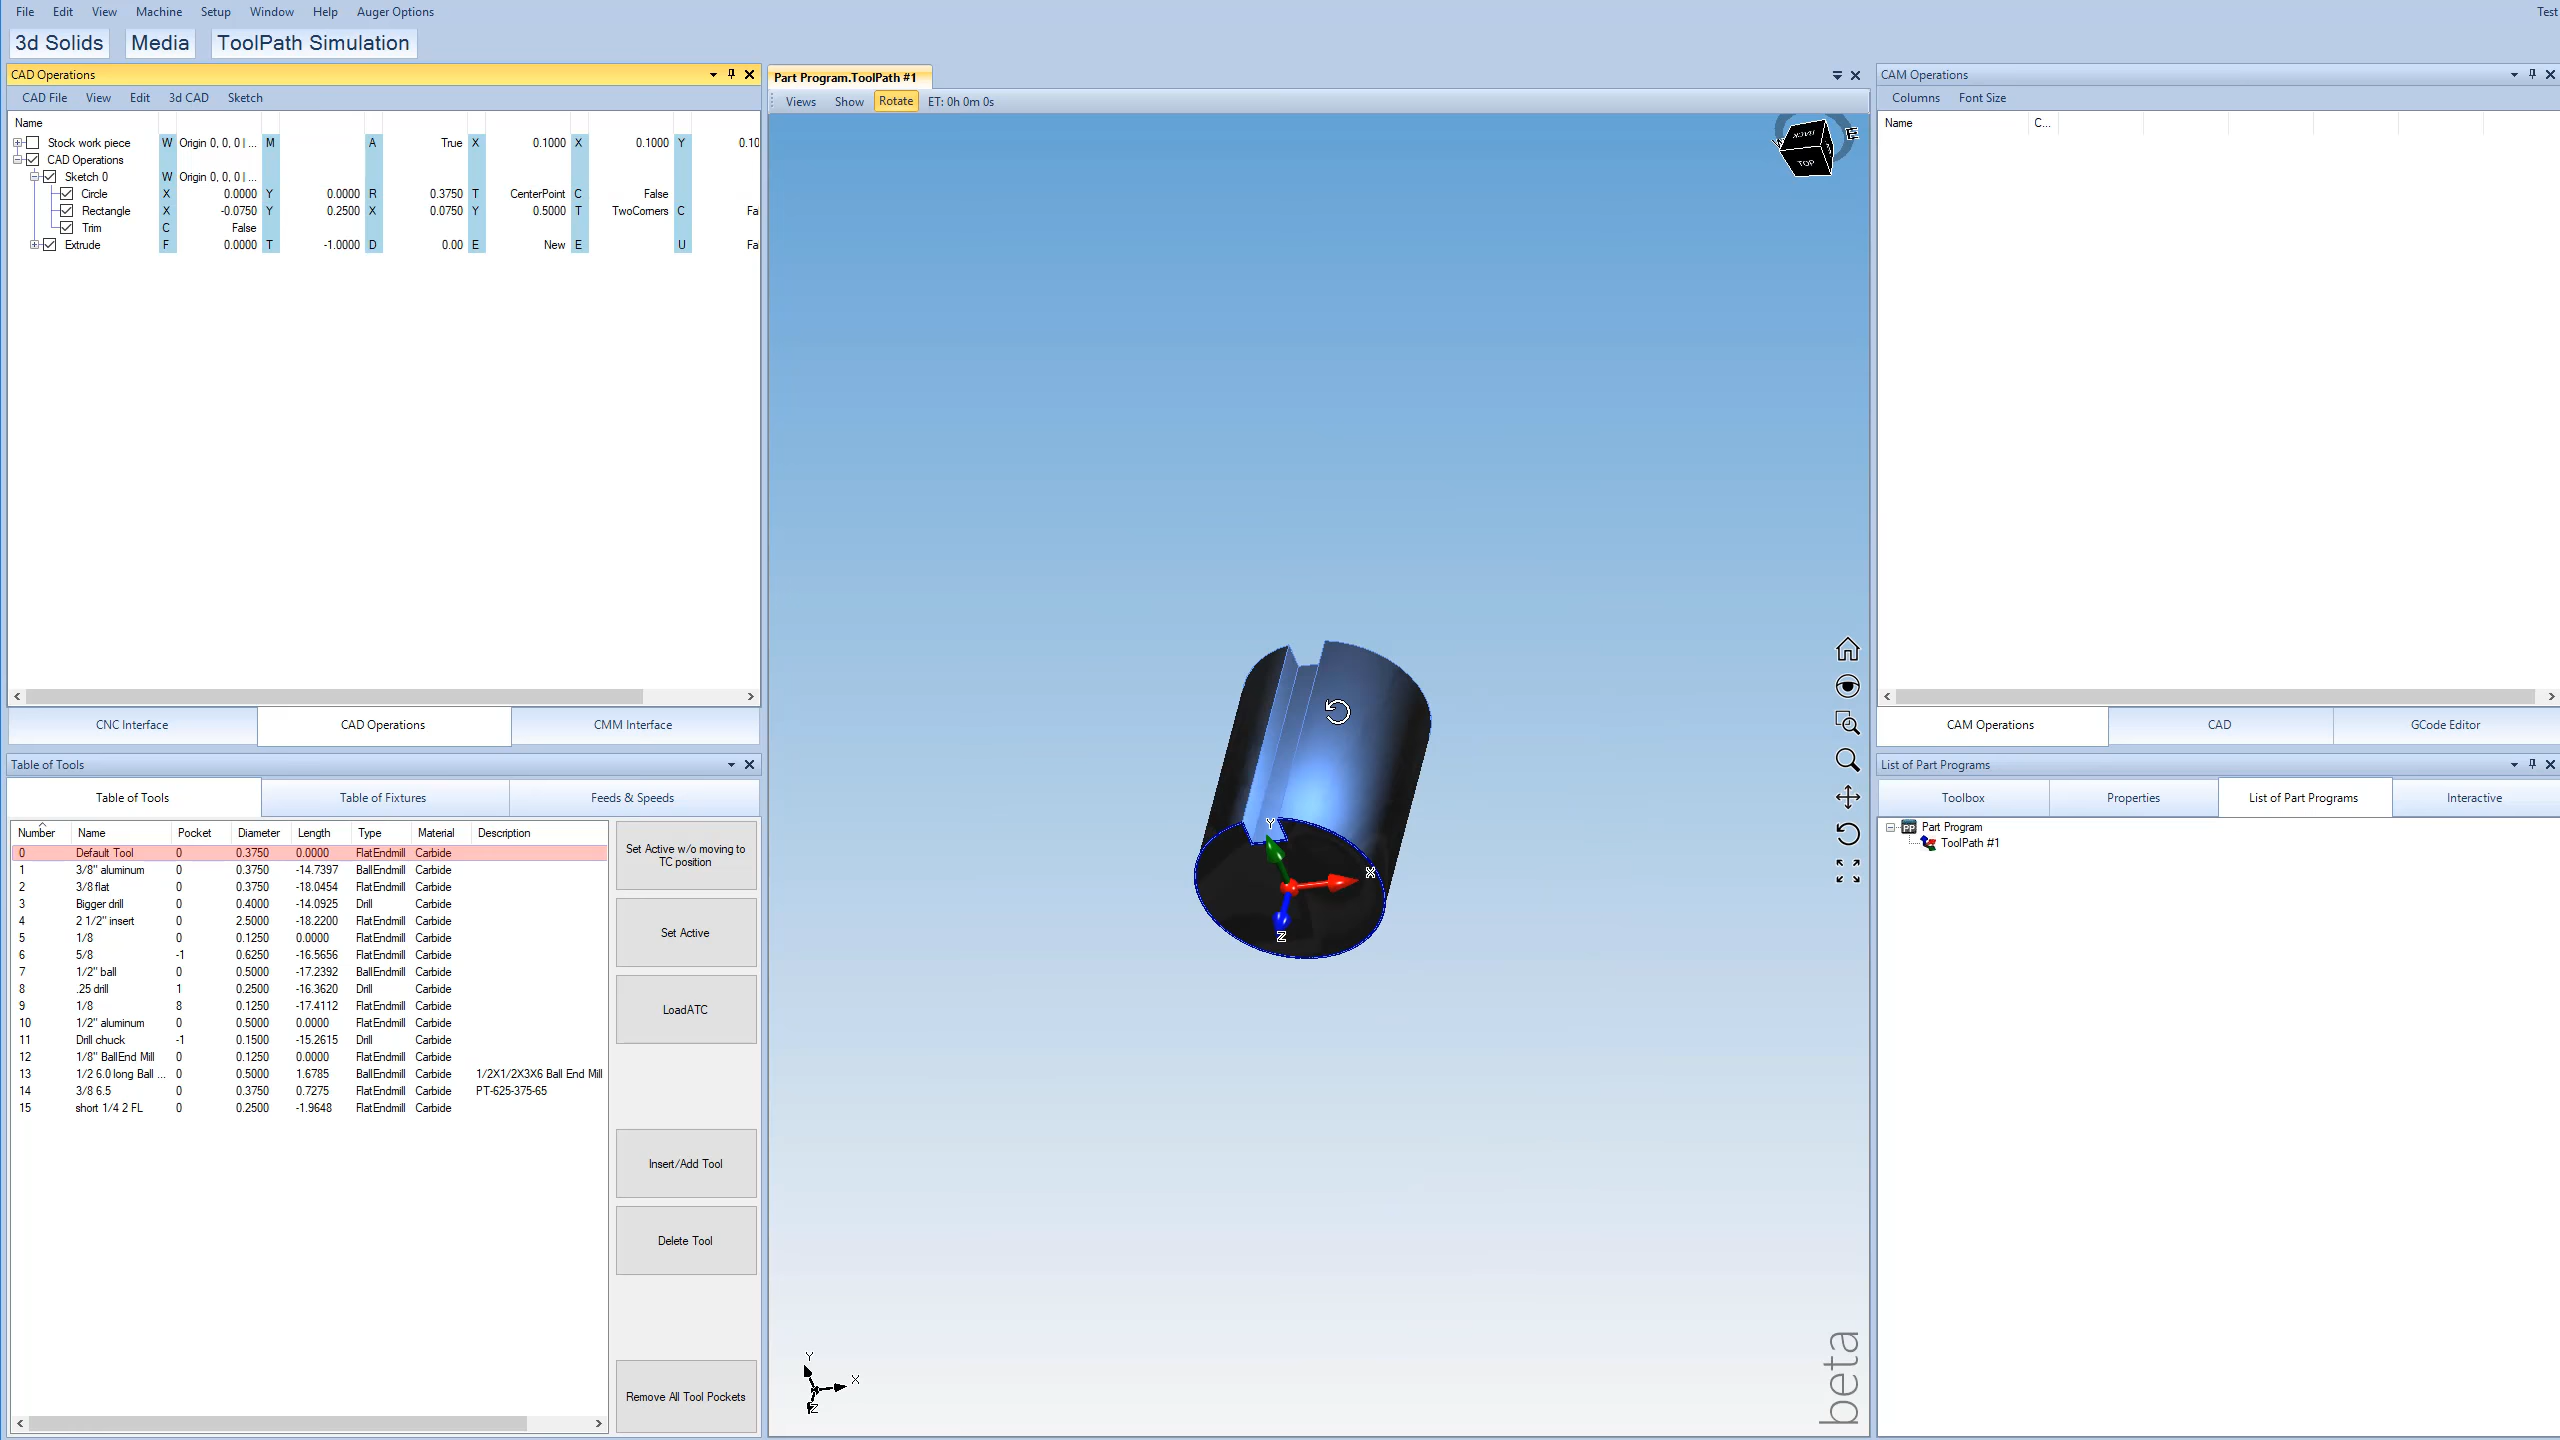 File Edit View Machine Setup Window Help Auger Options Test
3d Solids Media ToolPath Simulation
CAD Operations
CAD File View Edit 3d CAD Sketch
Name
Stock work piece W Origin 0, 0, 0 | ... M A True X 0.1000 X 0.1000 Y 0.10
CAD Operations
Sketch 0 W Origin 0, 0, 0 | ...
Circle X 0.0000 Y 0.0000 R 0.3750 T CenterPoint C False
Rectangle X -0.0750 Y 0.2500 X 0.0750 Y 0.5000 T TwoCorners C Fa
Trim C False
Extrude F 0.0000 T -1.0000 D 0.00 E New E U Fa
CNC Interface CAD Operations CMM Interface
Table of Tools
Table of Tools Table of Fixtures Feeds & Speeds
Number Name Pocket Diameter Length Type Material Description
0 Default Tool 0 0.3750 0.0000 FlatEndmill Carbide
1 3/8" aluminum 0 0.3750 -14.7397 BallEndmill Carbide
2 3/8 flat 0 0.3750 -18.0454 FlatEndmill Carbide
3 Bigger drill 0 0.4000 -14.0925 Drill Carbide
4 2 1/2" insert 0 2.5000 -18.2200 FlatEndmill Carbide
5 1/8 0 0.1250 0.0000 FlatEndmill Carbide
6 5/8 -1 0.6250 -16.5656 FlatEndmill Carbide
7 1/2" ball 0 0.5000 -17.2392 BallEndmill Carbide
8 .25 drill 1 0.2500 -16.3620 Drill Carbide
9 1/8 8 0.1250 -17.4112 FlatEndmill Carbide
10 1/2" aluminum 0 0.5000 0.0000 FlatEndmill Carbide
11 Drill chuck -1 0.1500 -15.2615 Drill Carbide
12 1/8" BallEnd Mill 0 0.1250 0.0000 FlatEndmill Carbide
13 1/2 6.0 long Ball ... 0 0.5000 1.6785 BallEndmill Carbide 1/2X1/2X3X6 Ball End Mill
14 3/8 6.5 0 0.3750 0.7275 FlatEndmill Carbide PT-625-375-65
15 short 1/4 2 FL 0 0.2500 -1.9648 FlatEndmill Carbide
Set Active w/o moving to
TC position
Set Active
LoadATC
Insert/Add Tool
Delete Tool
Remove All Tool Pockets
Part Program.ToolPath #1
Views Show Rotate ET: 0h 0m 0s
E
TOP
Y
X
Z
Y
X
Z
beta
CAM Operations
Columns Font Size
Name C...
CAM Operations CAD GCode Editor
List of Part Programs
Toolbox Properties List of Part Programs Interactive
PP Part Program
ToolPath #1